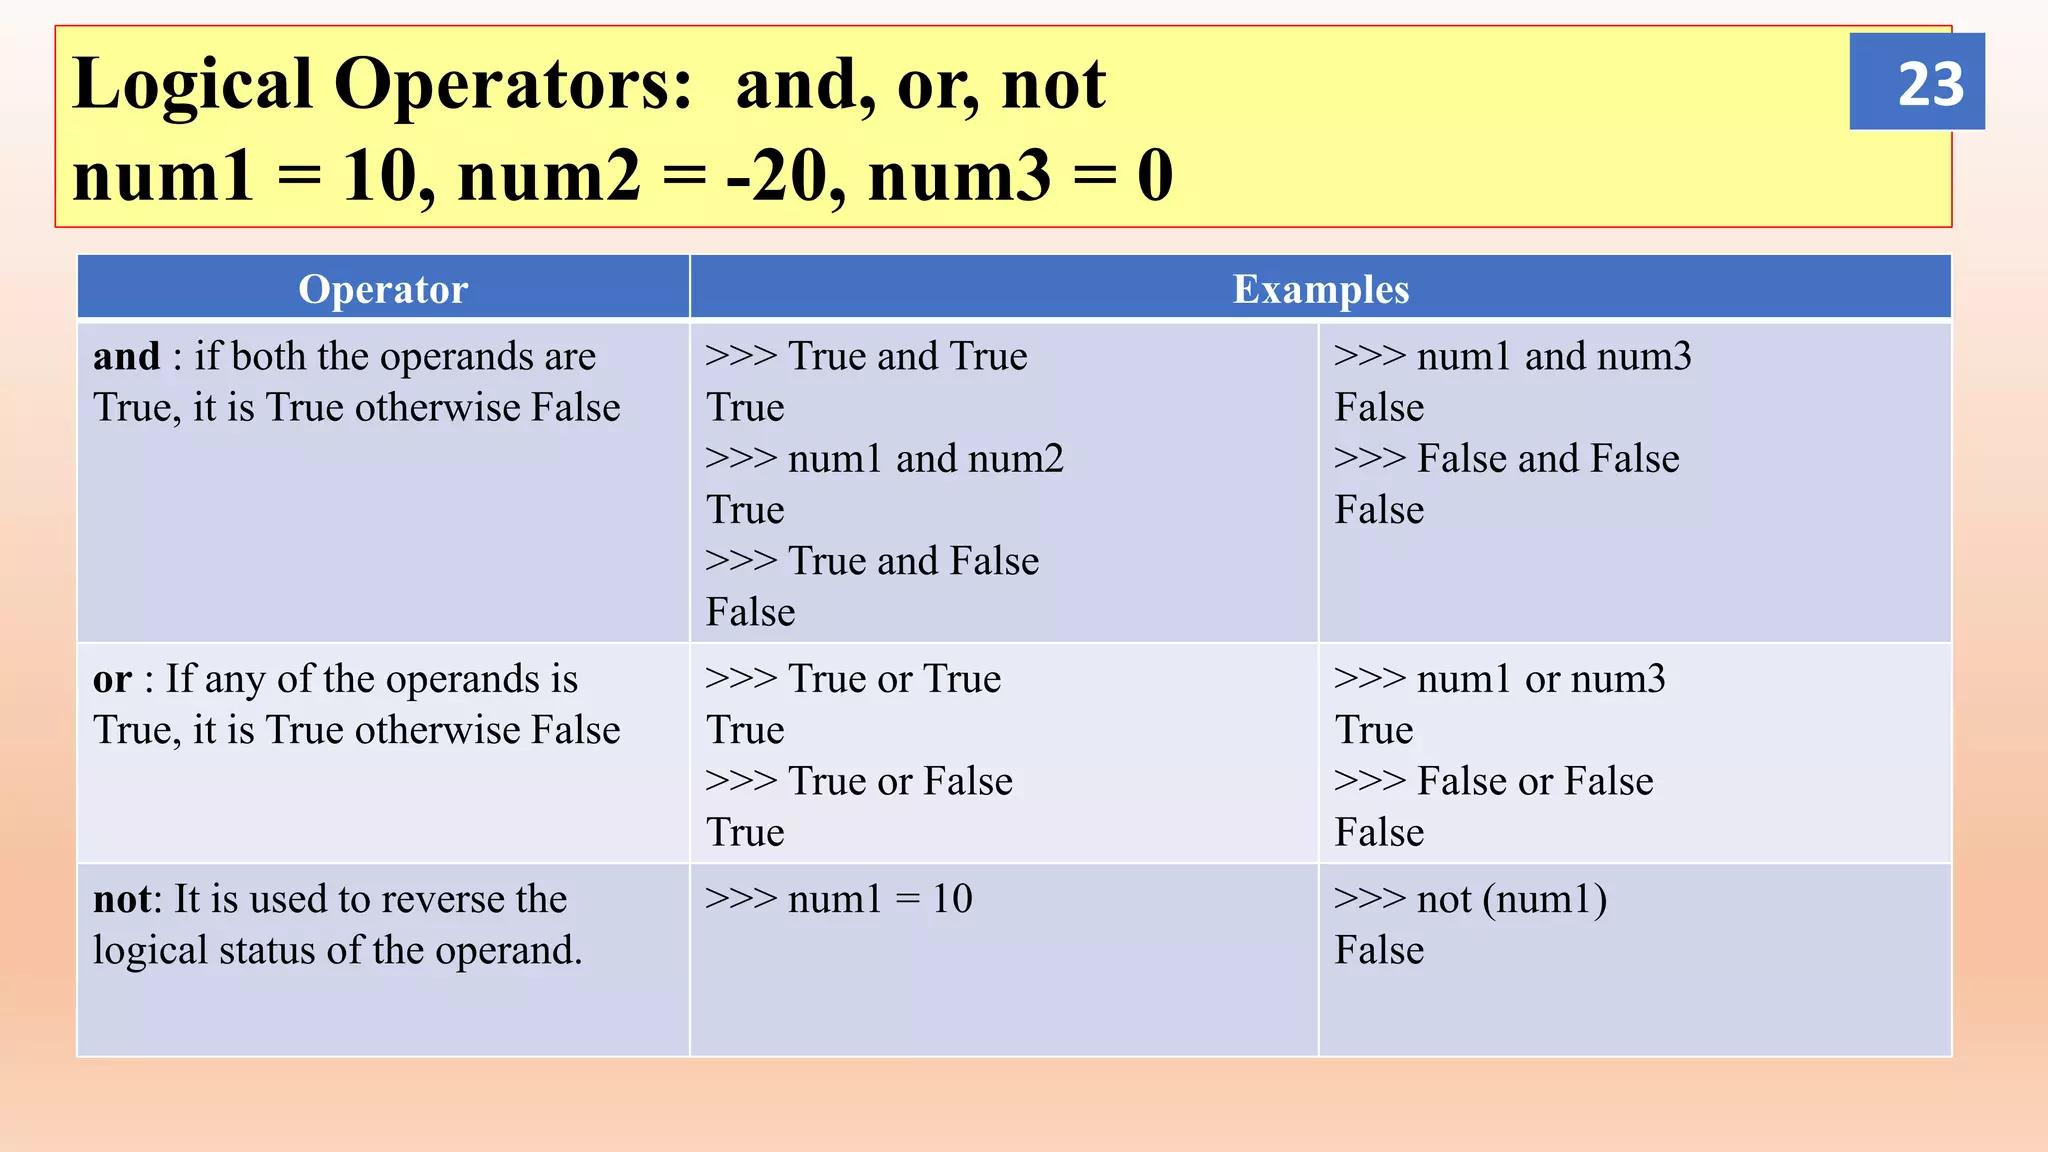 Logical Operators:  and, or, not
num1 = 10, num2 = -20, num3 = 0
23
Operator
Examples
and : if both the operands are
True, it is True otherwise False
>>> True and True
True
>>> num1 and num2
True
>>> True and False
False
>>> num1 and num3
False
>>> False and False
False
or : If any of the operands is
True, it is True otherwise False
>>> True or True
True
>>> True or False
True
>>> num1 or num3
True
>>> False or False
False
not: It is used to reverse the
logical status of the operand.
>>> num1 = 10
>>> not (num1)
False